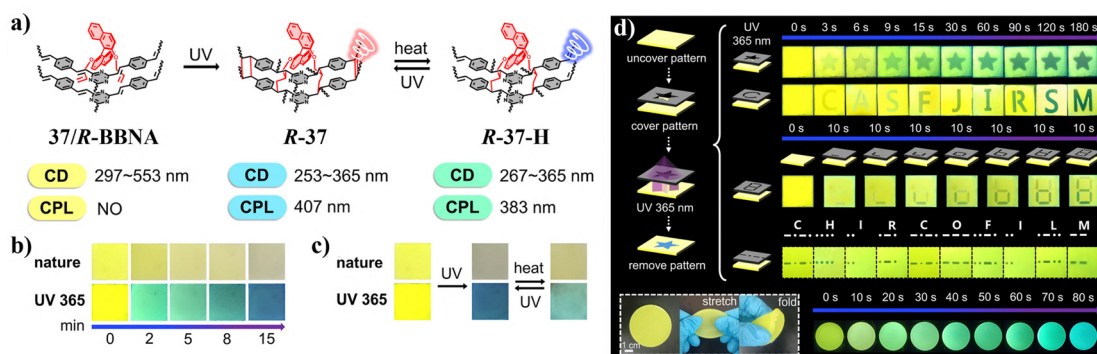 a)
UV
heat
UV
37/R-BBNA
R-37
R-37-H
CD 297~553 nm
CPL NO
CD 253~365 nm
CPL 407 nm
CD 267~365 nm
CPL 383 nm
b)
nature
UV 365
min
0 2 5 8 15
c)
nature
UV 365
UV
heat
UV
d)
uncover pattern
cover pattern
UV 365 nm
remove pattern
UV
365 nm
0 s 3 s 6 s 9 s 15 s 30 s 60 s 90 s 120 s 180 s
C A S F J I R S M
0 s 10 s 10 s 10 s 10 s 10 s 10 s 10 s
C H I R C O F I L M
1 cm
stretch
fold
0 s 10 s 20 s 30 s 40 s 50 s 60 s 70 s 80 s